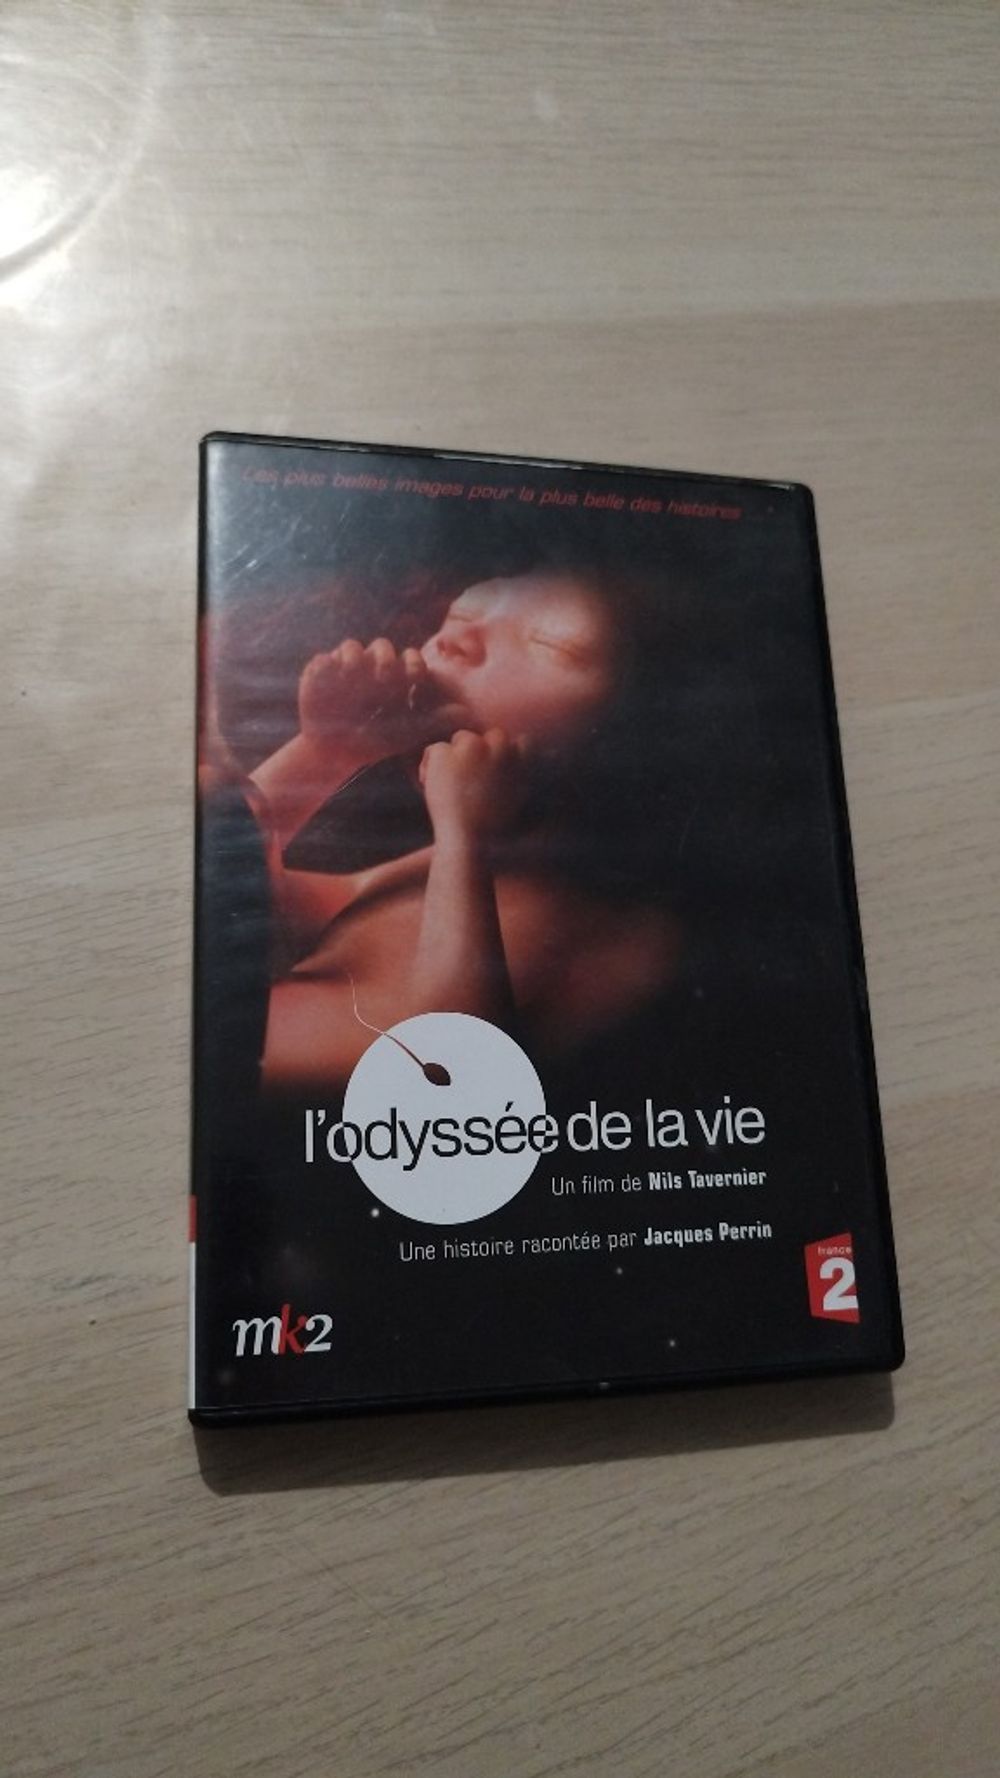 Les plus belles images pour la plus belle des histoires
l'odyssée de la vie
Un film de Nils Tavernier
Une histoire racontée par Jacques Perrin
france
2
mk2